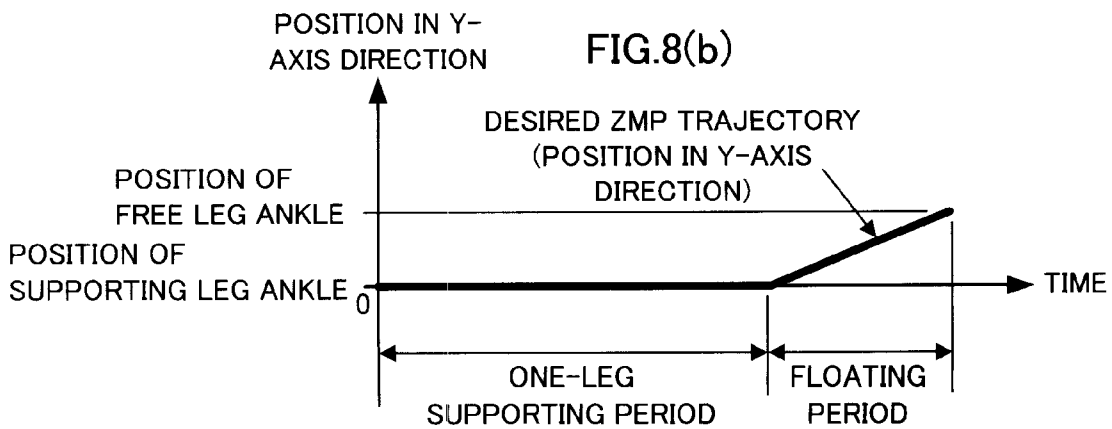 POSITION IN Y-
AXIS DIRECTION
FIG.8(b)
DESIRED ZMP TRAJECTORY
(POSITION IN Y-AXIS
DIRECTION)
POSITION OF
FREE LEG ANKLE
POSITION OF
SUPPORTING LEG ANKLE
0
TIME
ONE-LEG
SUPPORTING PERIOD
FLOATING
PERIOD